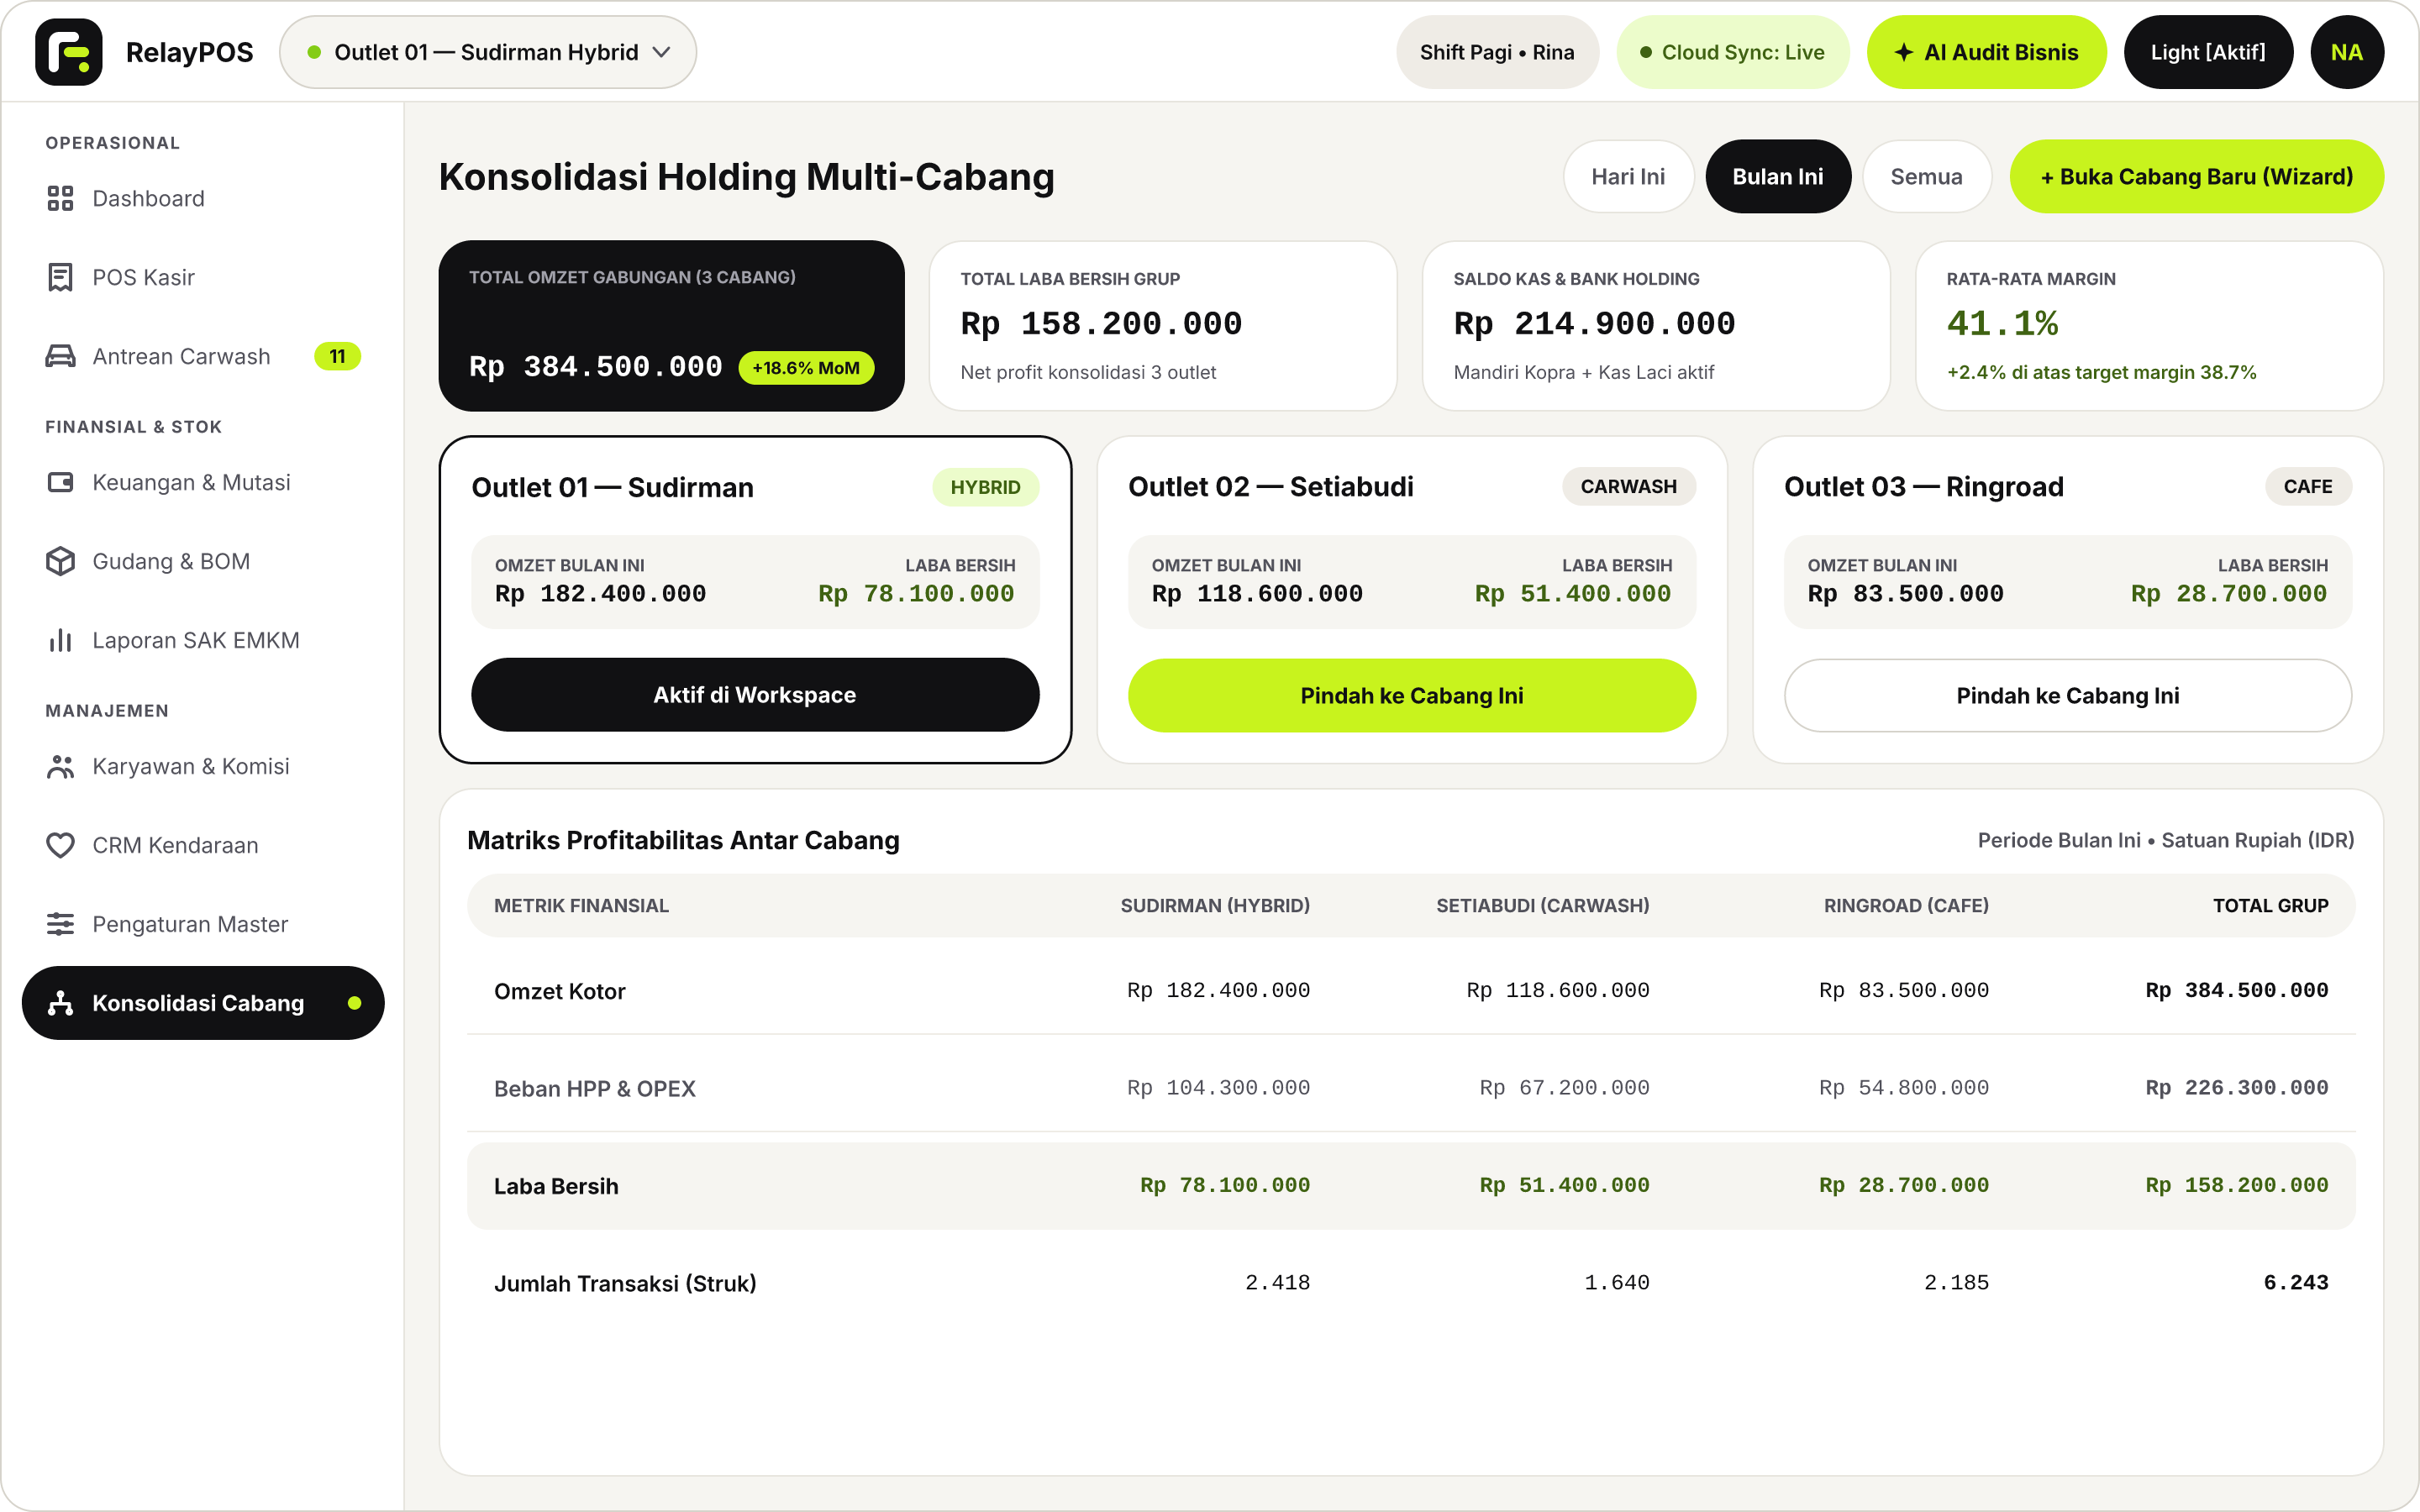 RelayPOS
Outlet 01 — Sudirman Hybrid
Shift Pagi • Rina
Cloud Sync: Live
AI Audit Bisnis
Light [Aktif]
NA
OPERASIONAL
Dashboard
POS Kasir
Antrean Carwash 11
FINANSIAL & STOK
Keuangan & Mutasi
Gudang & BOM
Laporan SAK EMKM
MANAJEMEN
Karyawan & Komisi
CRM Kendaraan
Pengaturan Master
Konsolidasi Cabang
Konsolidasi Holding Multi-Cabang
Hari Ini
Bulan Ini
Semua
+ Buka Cabang Baru (Wizard)
TOTAL OMZET GABUNGAN (3 CABANG)
Rp 384.500.000 +18.6% MoM
TOTAL LABA BERSIH GRUP
Rp 158.200.000
Net profit konsolidasi 3 outlet
SALDO KAS & BANK HOLDING
Rp 214.900.000
Mandiri Kopra + Kas Laci aktif
RATA-RATA MARGIN
41.1%
+2.4% di atas target margin 38.7%
Outlet 01 — Sudirman HYBRID
OMZET BULAN INI LABA BERSIH
Rp 182.400.000 Rp 78.100.000
Aktif di Workspace
Outlet 02 — Setiabudi CARWASH
OMZET BULAN INI LABA BERSIH
Rp 118.600.000 Rp 51.400.000
Pindah ke Cabang Ini
Outlet 03 — Ringroad CAFE
OMZET BULAN INI LABA BERSIH
Rp 83.500.000 Rp 28.700.000
Pindah ke Cabang Ini
Matriks Profitabilitas Antar Cabang
Periode Bulan Ini • Satuan Rupiah (IDR)
METRIK FINANSIAL SUDIRMAN (HYBRID) SETIABUDI (CARWASH) RINGROAD (CAFE) TOTAL GRUP
Omzet Kotor Rp 182.400.000 Rp 118.600.000 Rp 83.500.000 Rp 384.500.000
Beban HPP & OPEX Rp 104.300.000 Rp 67.200.000 Rp 54.800.000 Rp 226.300.000
Laba Bersih Rp 78.100.000 Rp 51.400.000 Rp 28.700.000 Rp 158.200.000
Jumlah Transaksi (Struk) 2.418 1.640 2.185 6.243